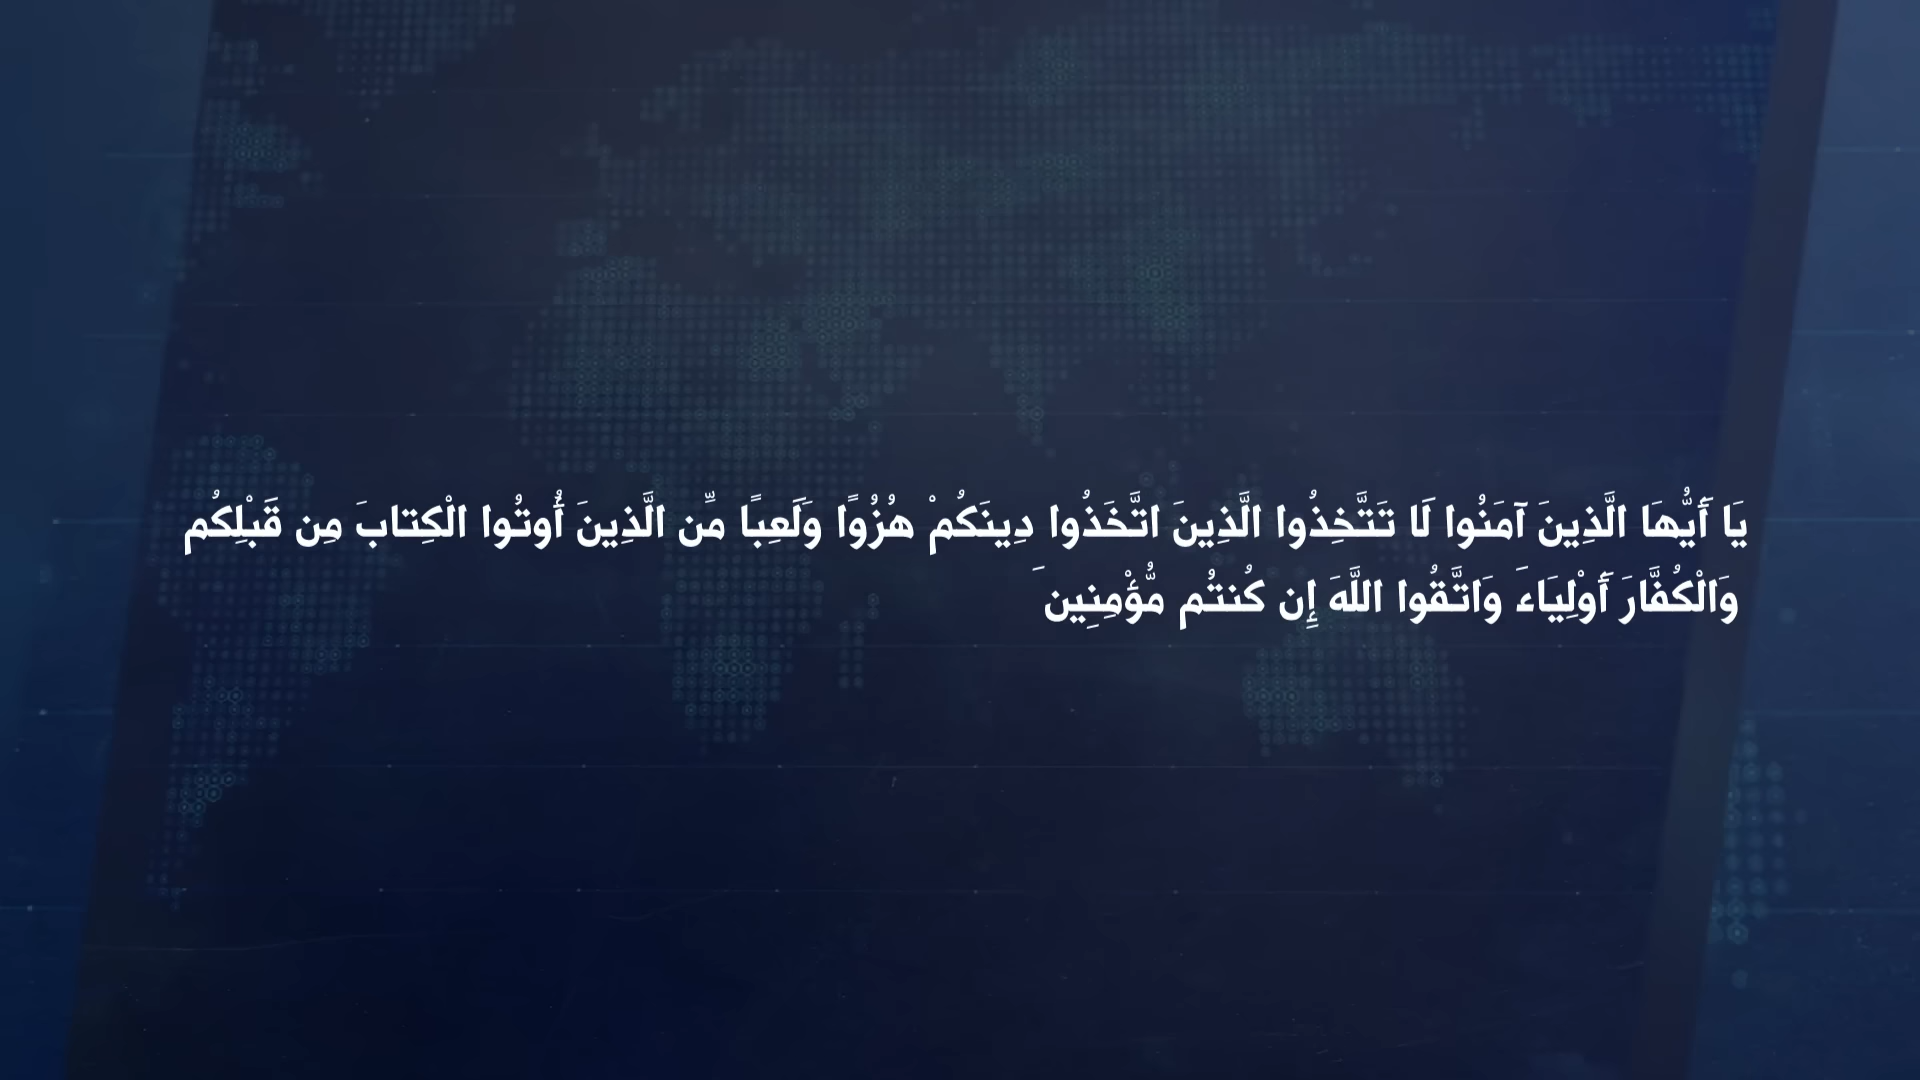 يَا أَيُّهَا الَّذِينَ آمَنُوا لَا تَتَّخِذُوا الَّذِينَ اتَّخَذُوا دِينَكُمْ هُزُوًا وَلَعِبًا مِّن الَّذِينَ أُوتُوا الْكِتابَ مِن قَبْلِكُم
وَالْكُفَّارَ أَوْلِيَاءَ وَاتَّقُوا اللَّهَ إِن كُنتُم مُّؤْمِنِين َ